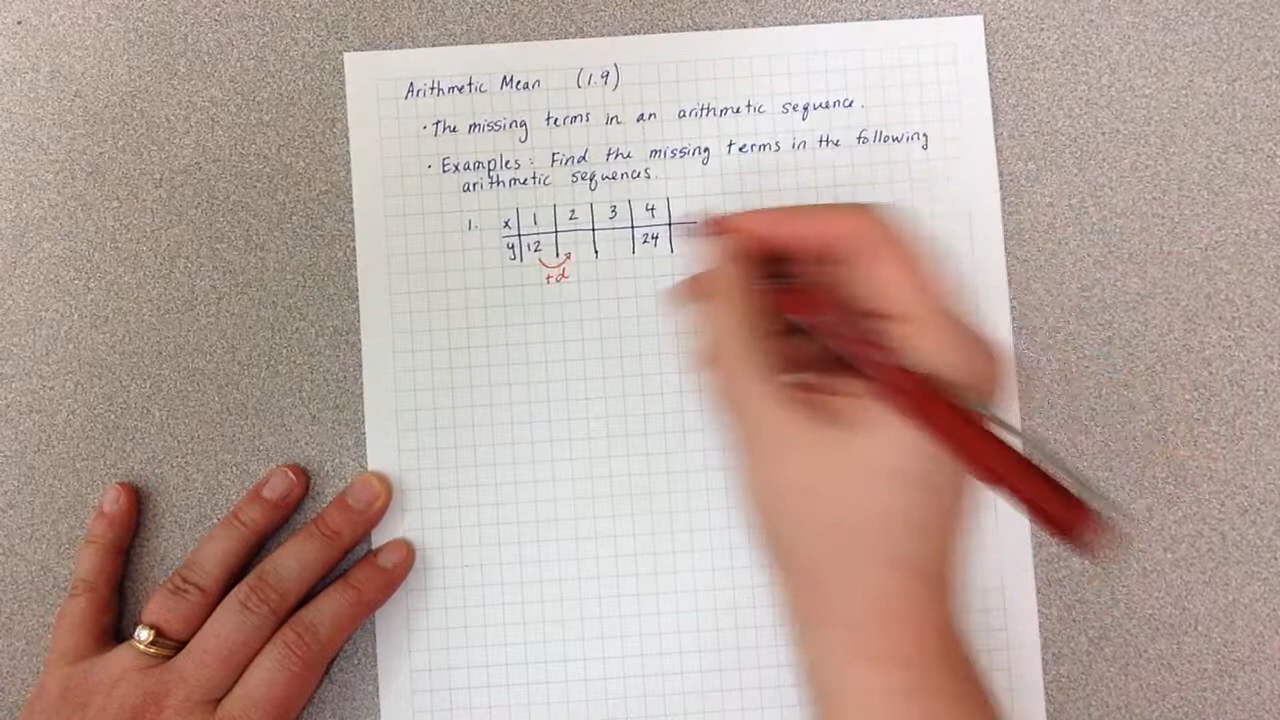 Arithmetic Mean (1.9)
· The missing terms in an arithmetic sequence.
· Examples: Find the missing terms in the following
arithmetic sequences.
1. x 1 2 3 4
y 12 24
+d